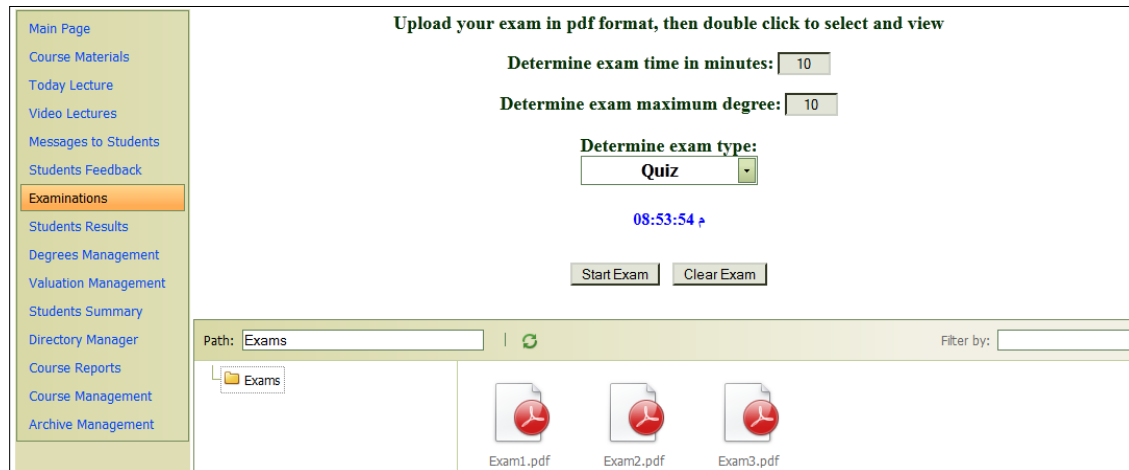 Main Page
Course Materials
Today Lecture
Video Lectures
Messages to Students
Students Feedback
Examinations
Students Results
Degrees Management
Valuation Management
Students Summary
Directory Manager
Course Reports
Course Management
Archive Management
Upload your exam in pdf format, then double click to select and view
Determine exam time in minutes: 10
Determine exam maximum degree: 10
Determine exam type:
Quiz
08:53:54 م
Start Exam Clear Exam
Path: Exams Filter by:
Exams
Exam1.pdf Exam2.pdf Exam3.pdf